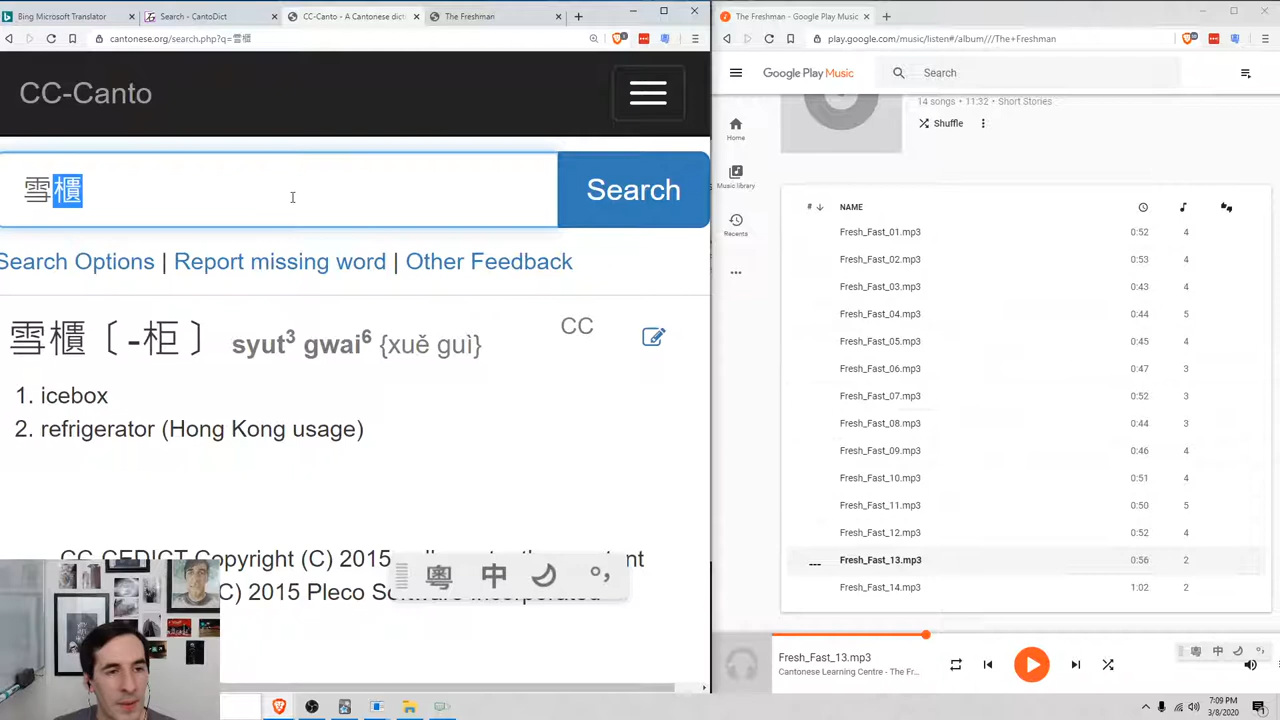 Bing Microsoft Translator
Search - CantoDict
CC-Canto - A Cantonese dict
The Freshman
cantonese.org/search.php?q=雪櫃
CC-Canto
雪櫃
Search
Search Options | Report missing word | Other Feedback
雪櫃〔-柜〕 syut3 gwai6 {xuě guì}
CC
1. icebox
2. refrigerator (Hong Kong usage)
CC-CEDICT Copyright (C) 2015
C) 2015 Pleco Software Incorporated
粵 中
The Freshman - Google Play Music
play.google.com/music/listen#/album///The+Freshman
Google Play Music
Search
14 songs • 11:32 • Short Stories
Shuffle
Home
Music library
Recents
# NAME
Fresh_Fast_01.mp3 0:52 4
Fresh_Fast_02.mp3 0:53 4
Fresh_Fast_03.mp3 0:43 4
Fresh_Fast_04.mp3 0:44 5
Fresh_Fast_05.mp3 0:45 4
Fresh_Fast_06.mp3 0:47 3
Fresh_Fast_07.mp3 0:52 3
Fresh_Fast_08.mp3 0:44 3
Fresh_Fast_09.mp3 0:46 4
Fresh_Fast_10.mp3 0:51 4
Fresh_Fast_11.mp3 0:50 5
Fresh_Fast_12.mp3 0:52 4
Fresh_Fast_13.mp3 0:56 2
Fresh_Fast_14.mp3 1:02 2
Fresh_Fast_13.mp3
Cantonese Learning Centre - The Fr...
粵 中
7:09 PM
3/8/2020